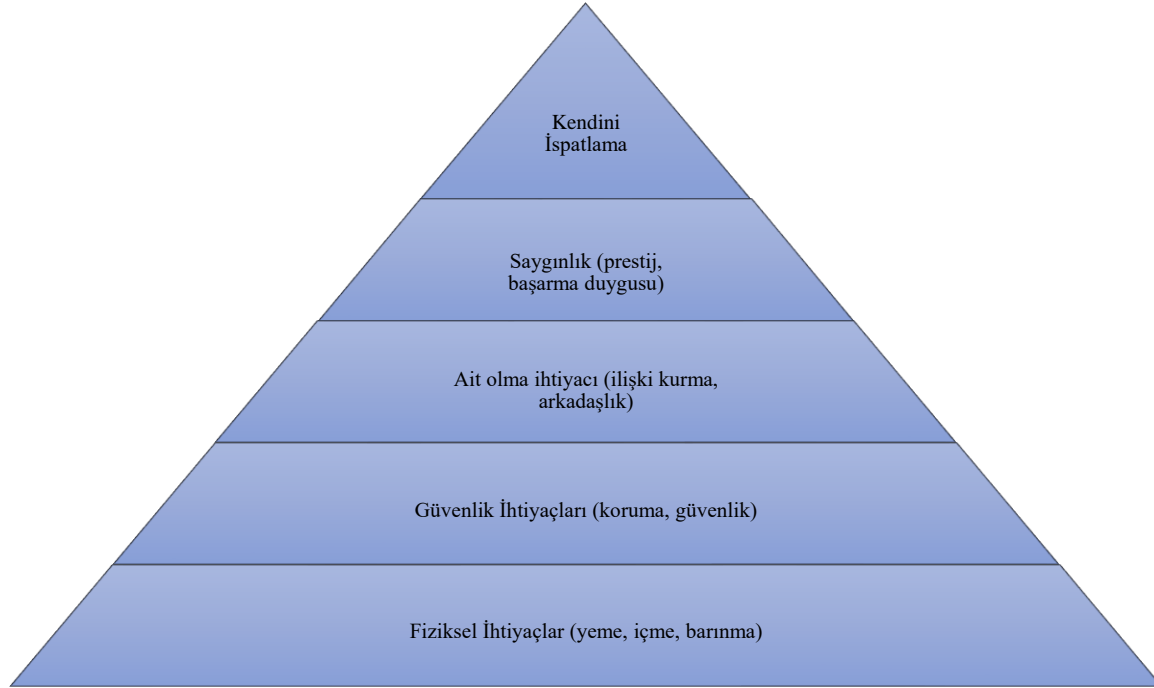 Kendini
İspatlama
Saygınlık (prestij,
başarma duygusu)
Ait olma ihtiyacı (ilişki kurma,
arkadaşlık)
Güvenlik İhtiyaçları (koruma, güvenlik)
Fiziksel İhtiyaçlar (yeme, içme, barınma)